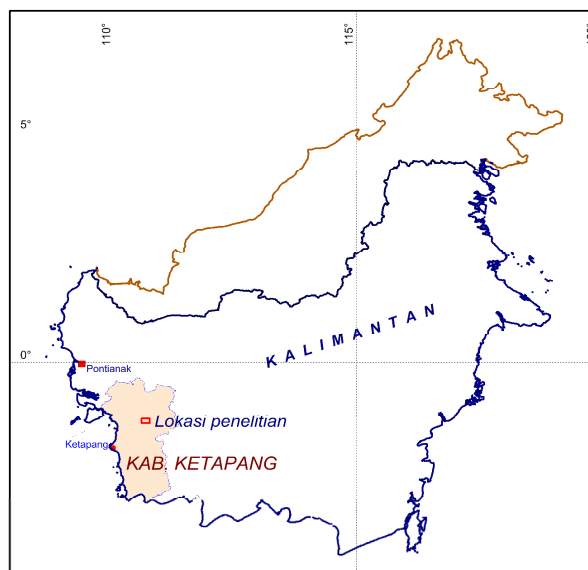 110°
115°
5°
KALIMANTAN
0°
Pontianak
Lokasi penelitian
Ketapang
KAB. KETAPANG